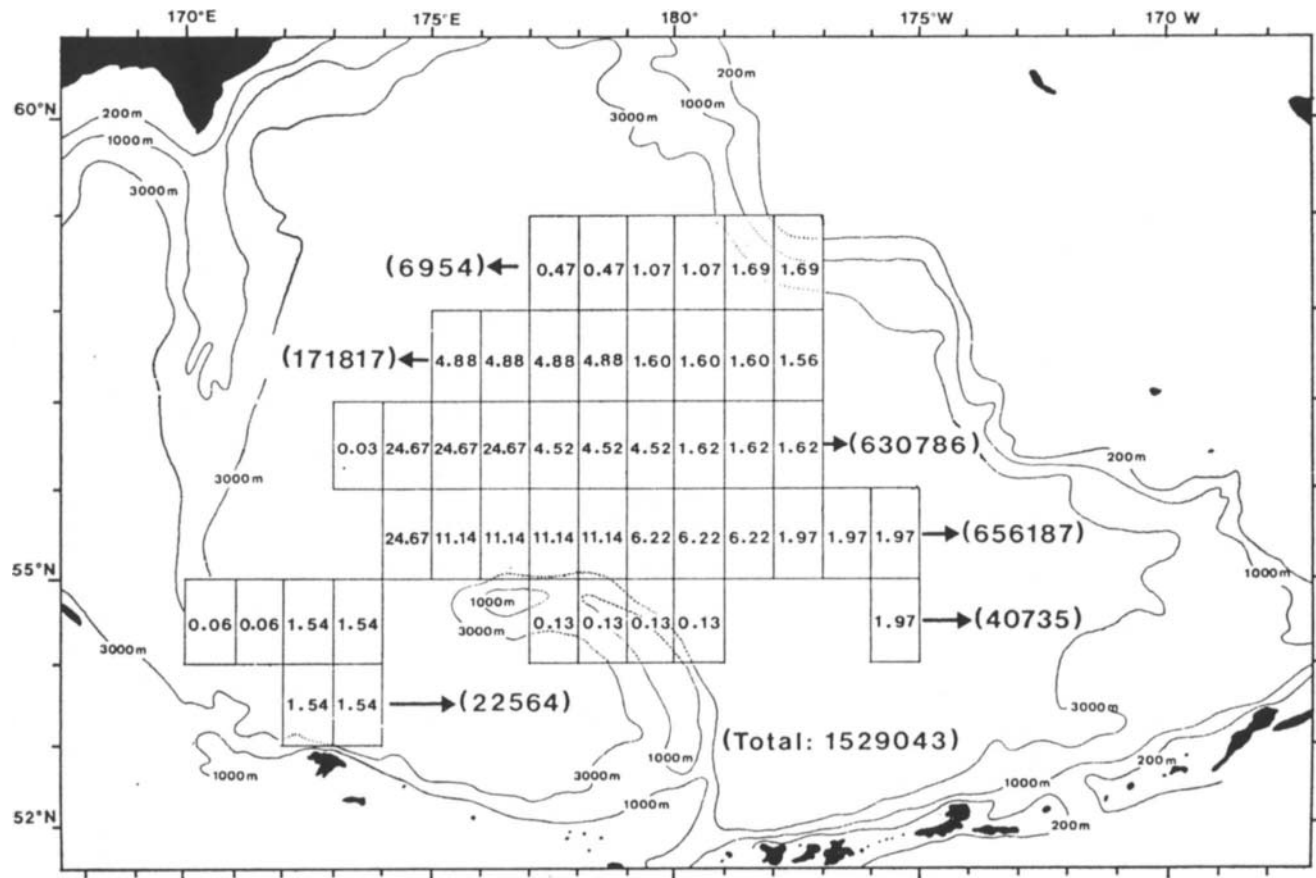 170°E 175°E 180° 175°W 170°W
60°N
200m
1000m
3000m
3000m
200m
1000m
3000m
(6954) 0.47 0.47 1.07 1.07 1.69 1.69
(171817) 4.88 4.88 4.88 4.88 1.60 1.60 1.60 1.56
0.03 24.67 24.67 24.67 4.52 4.52 4.52 1.62 1.62 1.62 (630786)
200m
3000m
24.67 11.14 11.14 11.14 11.14 6.22 6.22 6.22 1.97 1.97 1.97 (656187)
55°N
1000m
1000m
3000m
0.06 0.06 1.54 1.54 0.13 0.13 0.13 0.13 1.97 (40735)
3000m
1.54 1.54 (22564)
3000m
(Total: 1529043)
1000m
3000m
1000m
200m
1000m
1000m
52°N
200m